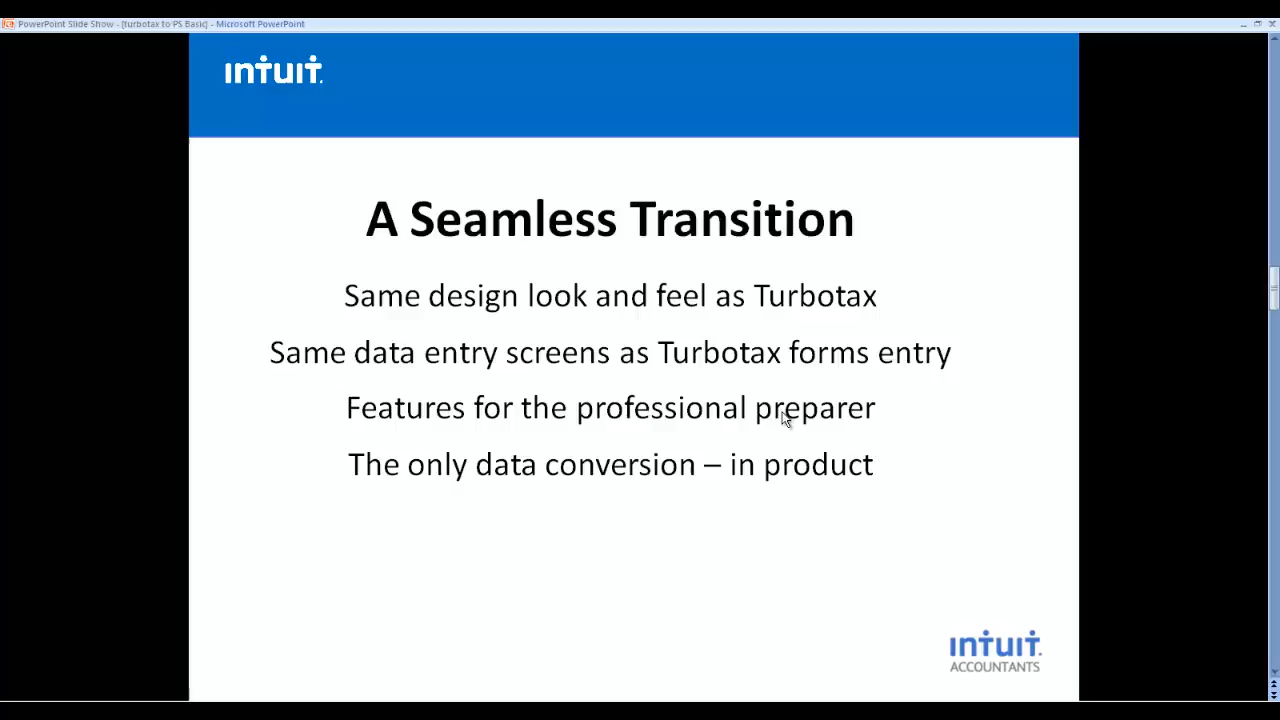 PowerPoint Slide Show - [turbotax to PS Basic] - Microsoft PowerPoint
intuit.
A Seamless Transition
Same design look and feel as Turbotax
Same data entry screens as Turbotax forms entry
Features for the professional preparer
The only data conversion – in product
intuit.
ACCOUNTANTS